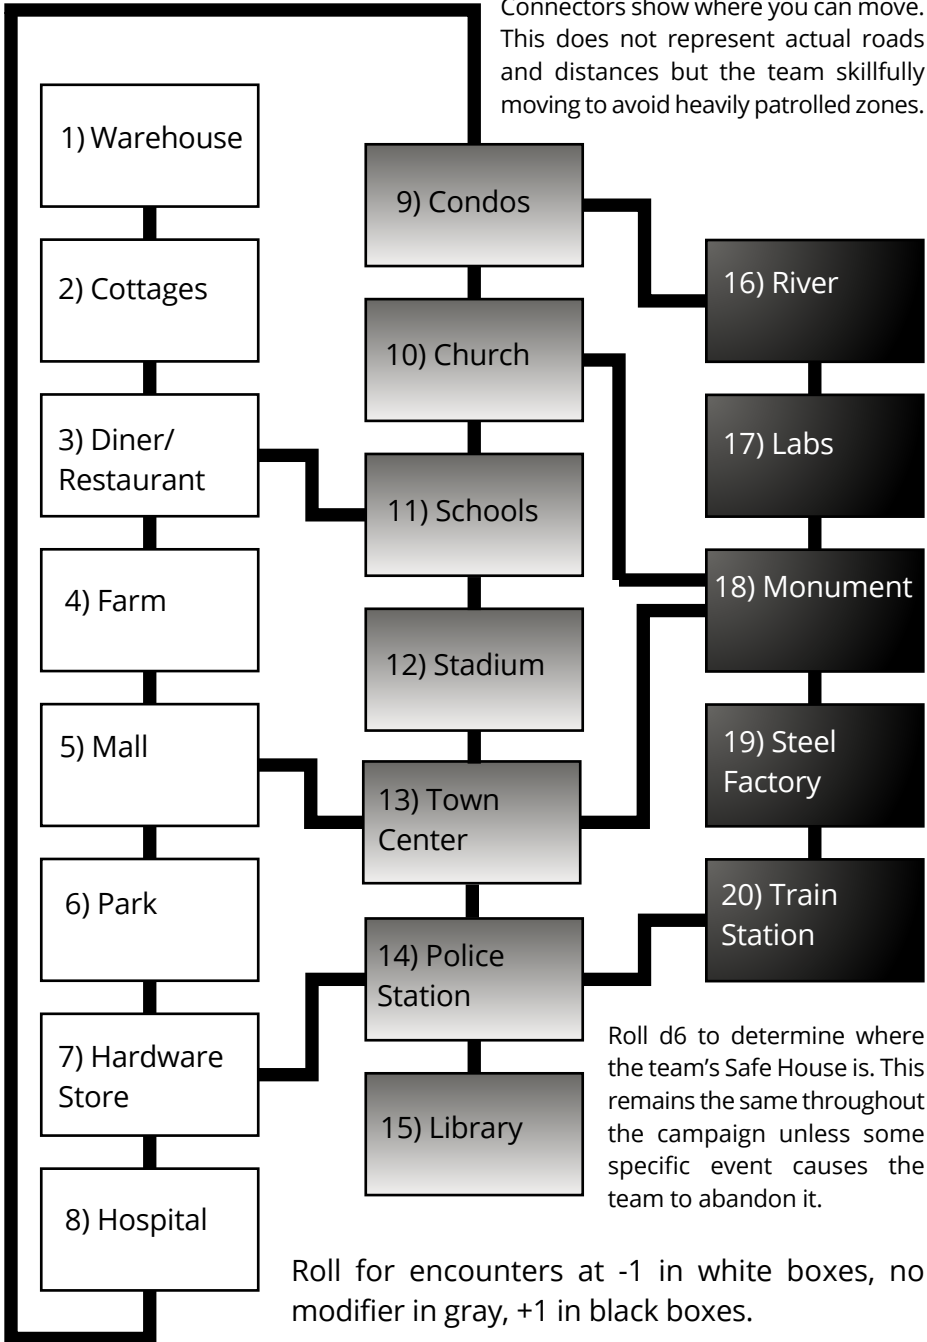 Connectors show where you can move.
This does not represent actual roads
and distances but the team skillfully
moving to avoid heavily patrolled zones.
1) Warehouse
2) Cottages
3) Diner/
Restaurant
4) Farm
5) Mall
6) Park
7) Hardware
Store
8) Hospital
9) Condos
10) Church
11) Schools
12) Stadium
13) Town
Center
14) Police
Station
15) Library
16) River
17) Labs
18) Monument
19) Steel
Factory
20) Train
Station
Roll d6 to determine where
the team's Safe House is. This
remains the same throughout
the campaign unless some
specific event causes the
team to abandon it.
Roll for encounters at -1 in white boxes, no
modifier in gray, +1 in black boxes.